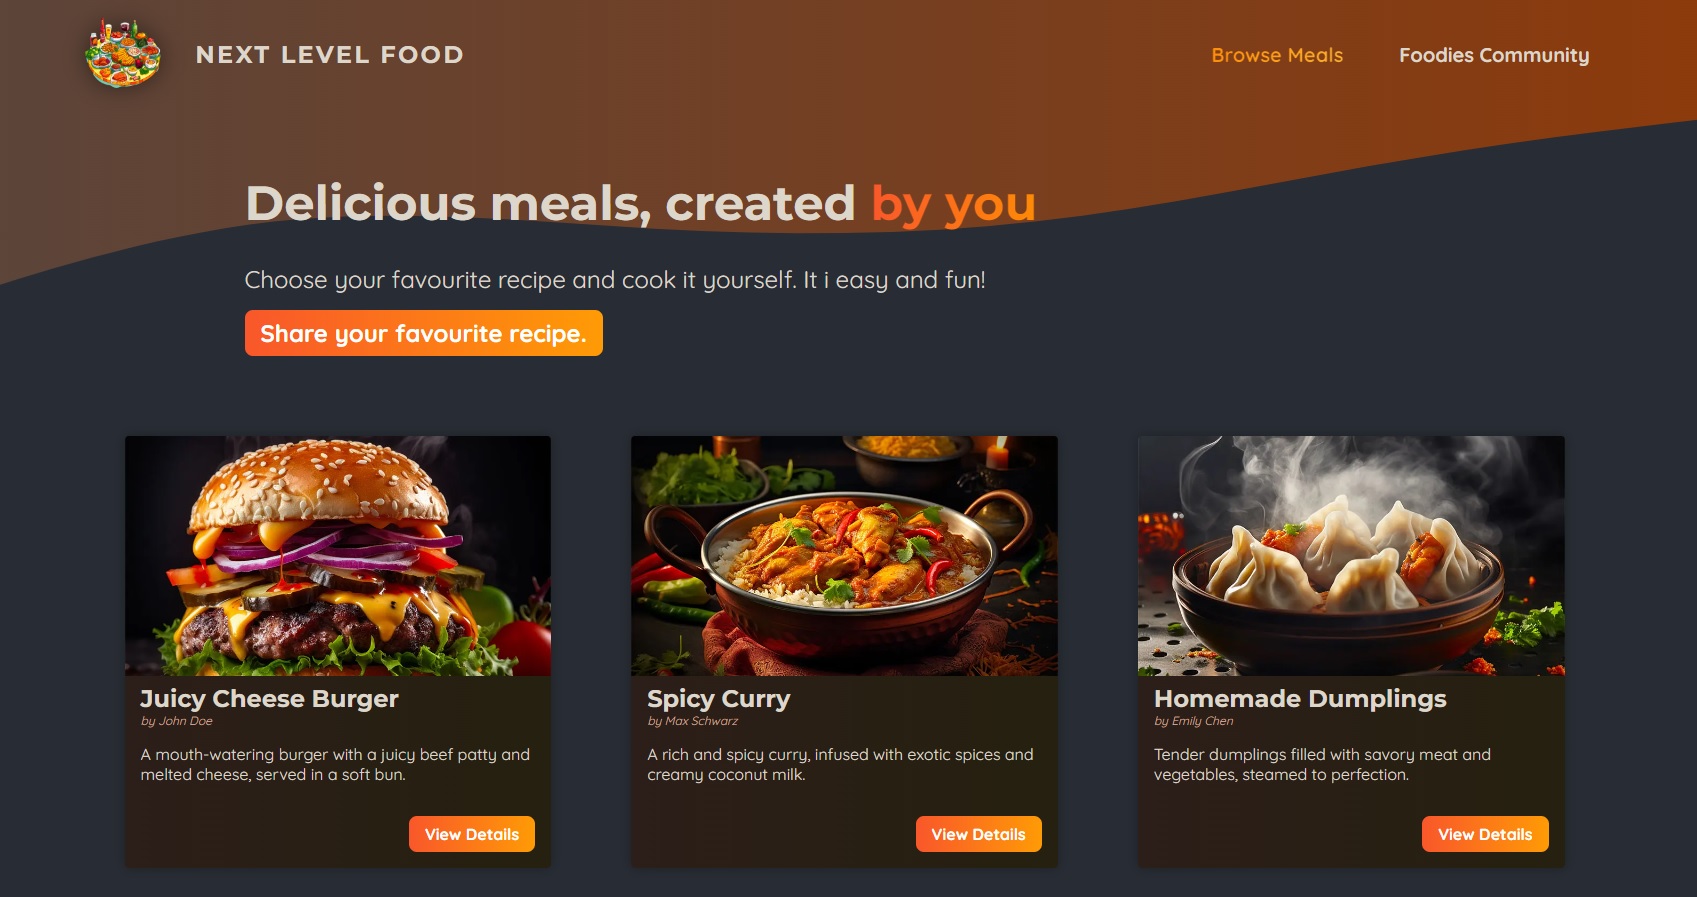 NEXT LEVEL FOOD
Browse Meals
Foodies Community
Delicious meals, created by you
Choose your favourite recipe and cook it yourself. It i easy and fun!
Share your favourite recipe.
Juicy Cheese Burger
by John Doe
A mouth-watering burger with a juicy beef patty and
melted cheese, served in a soft bun.
View Details
Spicy Curry
by Max Schwarz
A rich and spicy curry, infused with exotic spices and
creamy coconut milk.
View Details
Homemade Dumplings
by Emily Chen
Tender dumplings filled with savory meat and
vegetables, steamed to perfection.
View Details